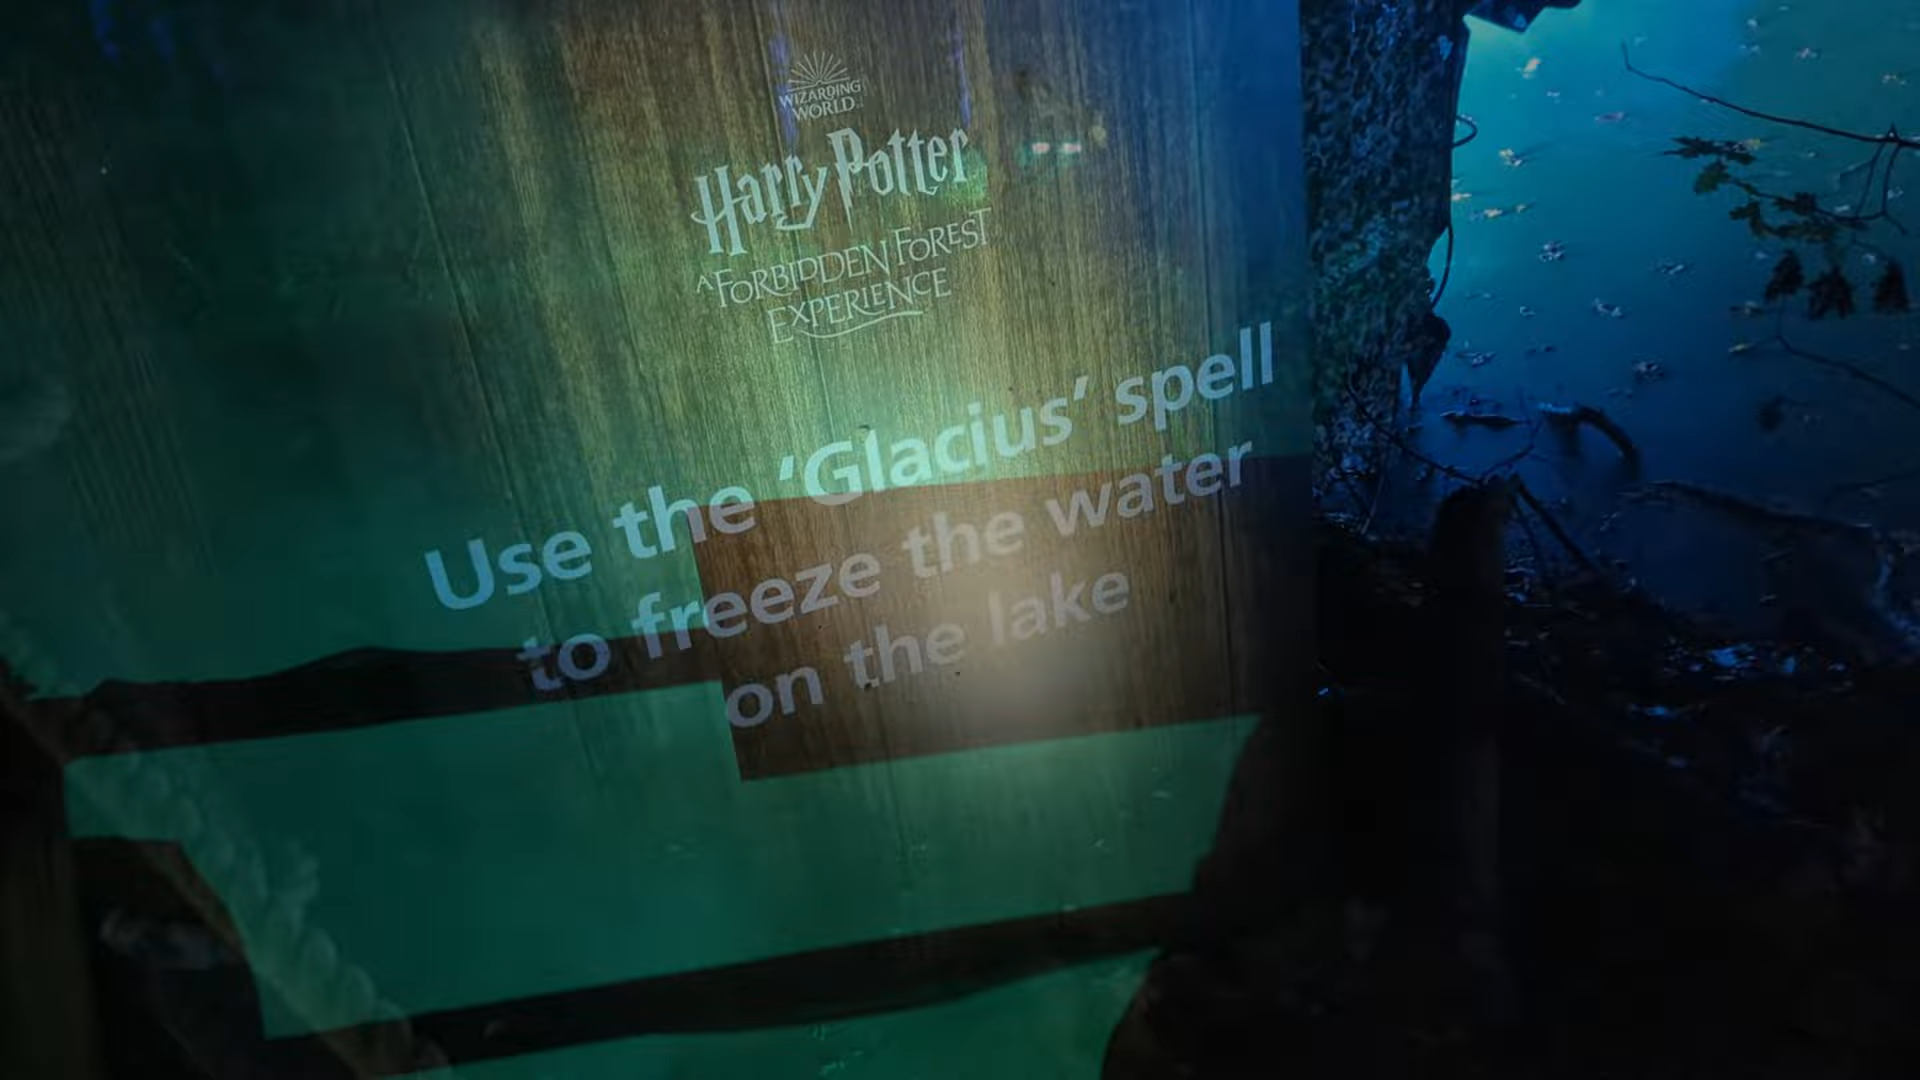 WIZARDING
WORLD
Harry Potter
A FORBIDDEN FOREST
EXPERIENCE
Use the ‘Glacius’ spell
to freeze the water
on the lake